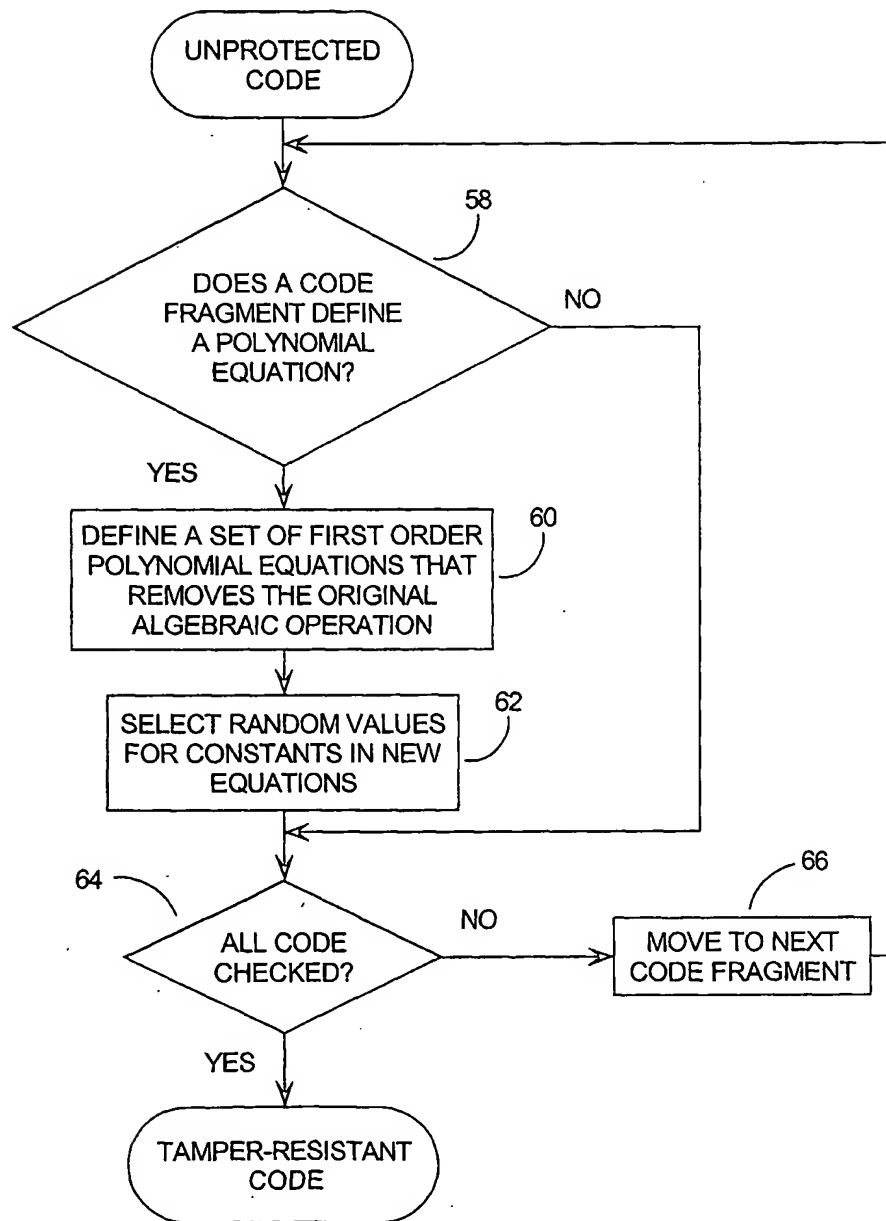 UNPROTECTED
CODE
58
DOES A CODE
FRAGMENT DEFINE
A POLYNOMIAL
EQUATION?
NO
YES
60
DEFINE A SET OF FIRST ORDER
POLYNOMIAL EQUATIONS THAT
REMOVES THE ORIGINAL
ALGEBRAIC OPERATION
62
SELECT RANDOM VALUES
FOR CONSTANTS IN NEW
EQUATIONS
64
ALL CODE
CHECKED?
NO
66
MOVE TO NEXT
CODE FRAGMENT
YES
TAMPER-RESISTANT
CODE